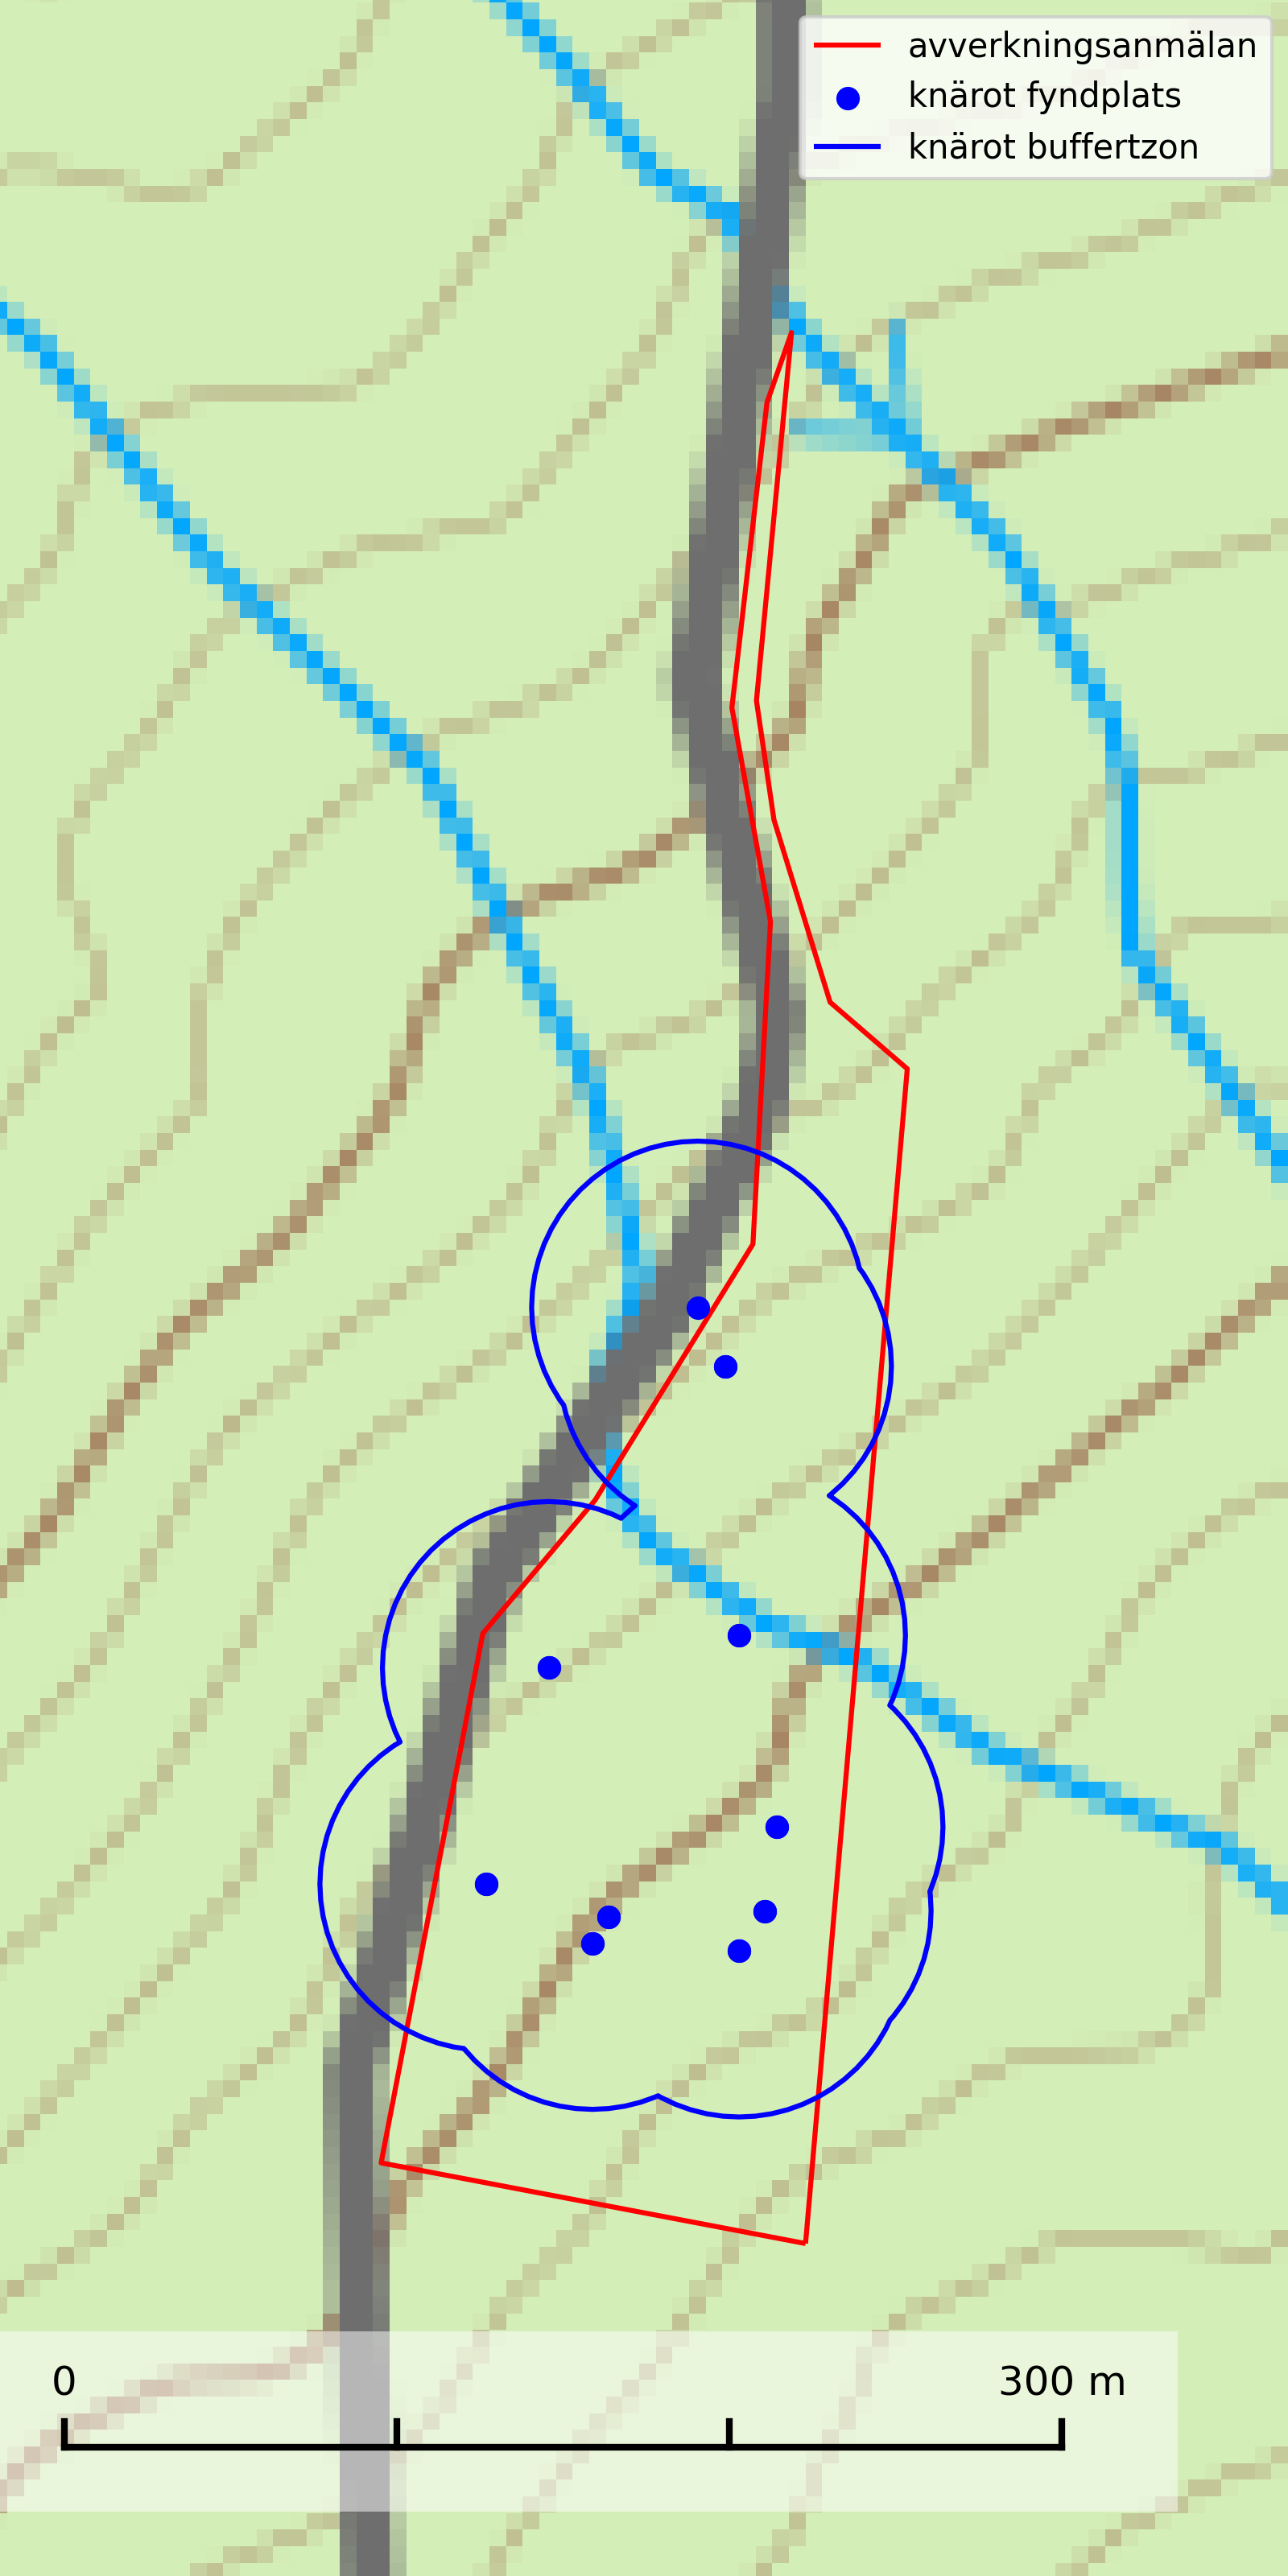 avverkningsanmälan
knärot fyndplats
knärot buffertzon
0
300 m